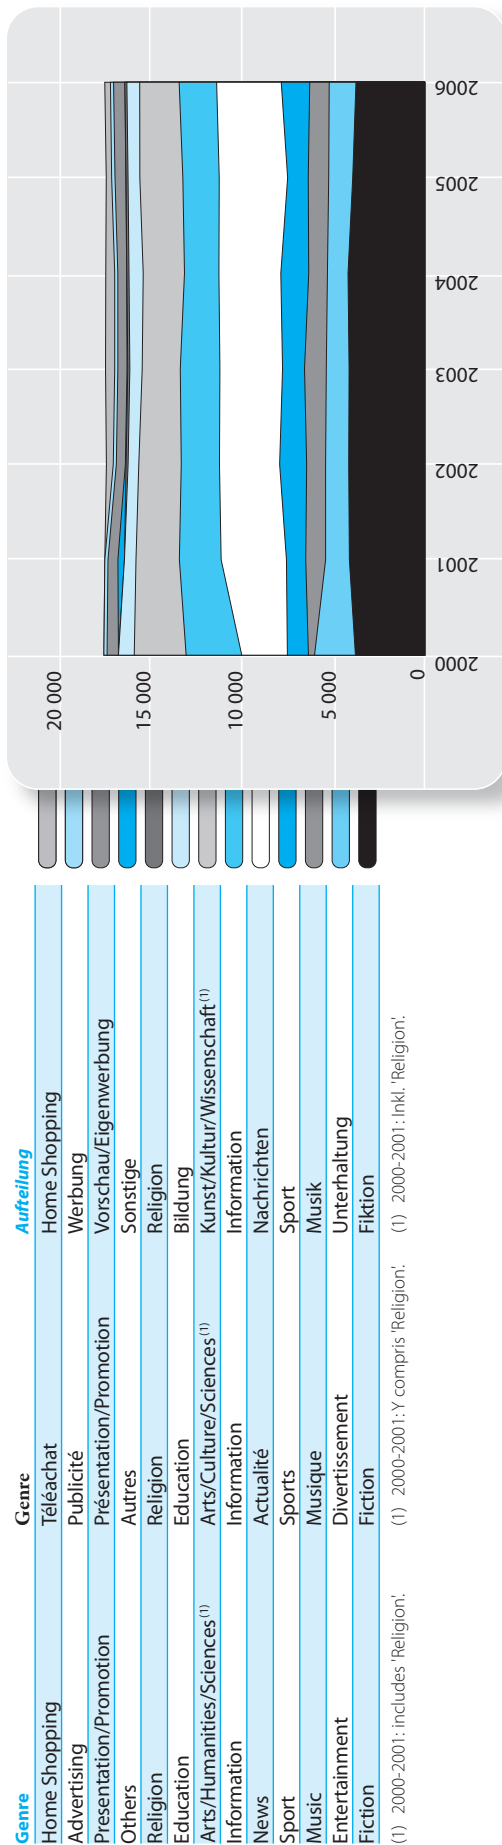 Genre Genre Aufteilung
Home Shopping Téléachat Home Shopping
Advertising Publicité Werbung
Presentation/Promotion Présentation/Promotion Vorschau/Eigenwerbung
Others Autres Sonstige
Religion Religion Religion
Education Education Bildung
Arts/Humanities/Sciences (1) Arts/Culture/Sciences (1) Kunst/Kultur/Wissenschaft (1)
Information Information Information
News Actualité Nachrichten
Sport Sports Sport
Music Musique Musik
Entertainment Divertissement Unterhaltung
Fiction Fiction Fiktion
(1) 2000-2001: includes 'Religion'. (1) 2000-2001: Y compris 'Religion'. (1) 2000-2001: Inkl. 'Religion'.
20 000
15 000
10 000
5 000
0
2000 2001 2002 2003 2004 2005 2006